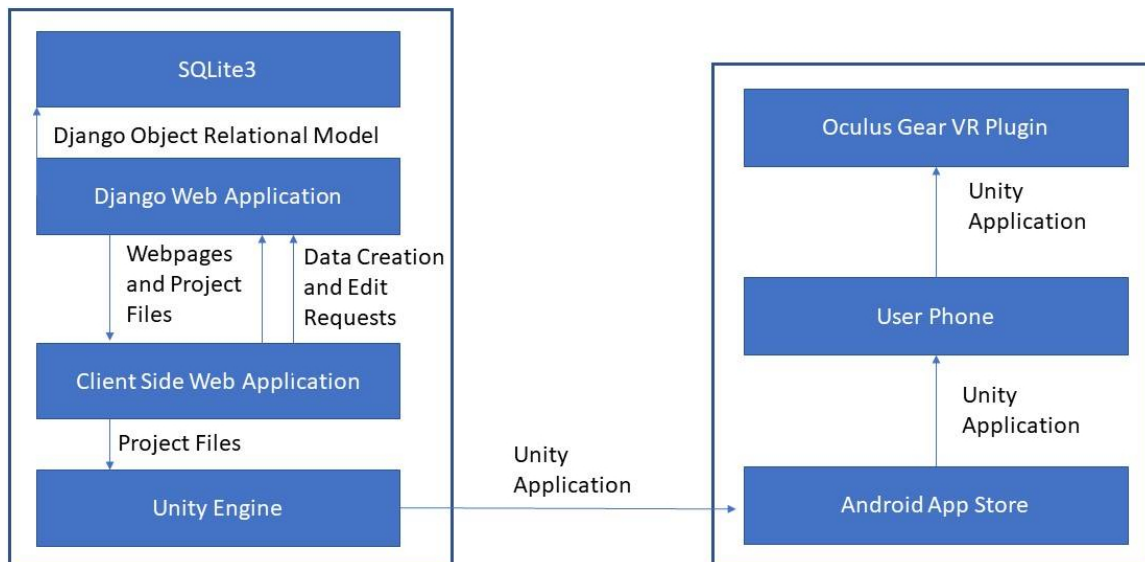 SQLite3
Django Object Relational Model
Django Web Application
Webpages
and Project
Files
Data Creation
and Edit
Requests
Client Side Web Application
Project Files
Unity Engine
Unity
Application
Oculus Gear VR Plugin
Unity
Application
User Phone
Unity
Application
Android App Store